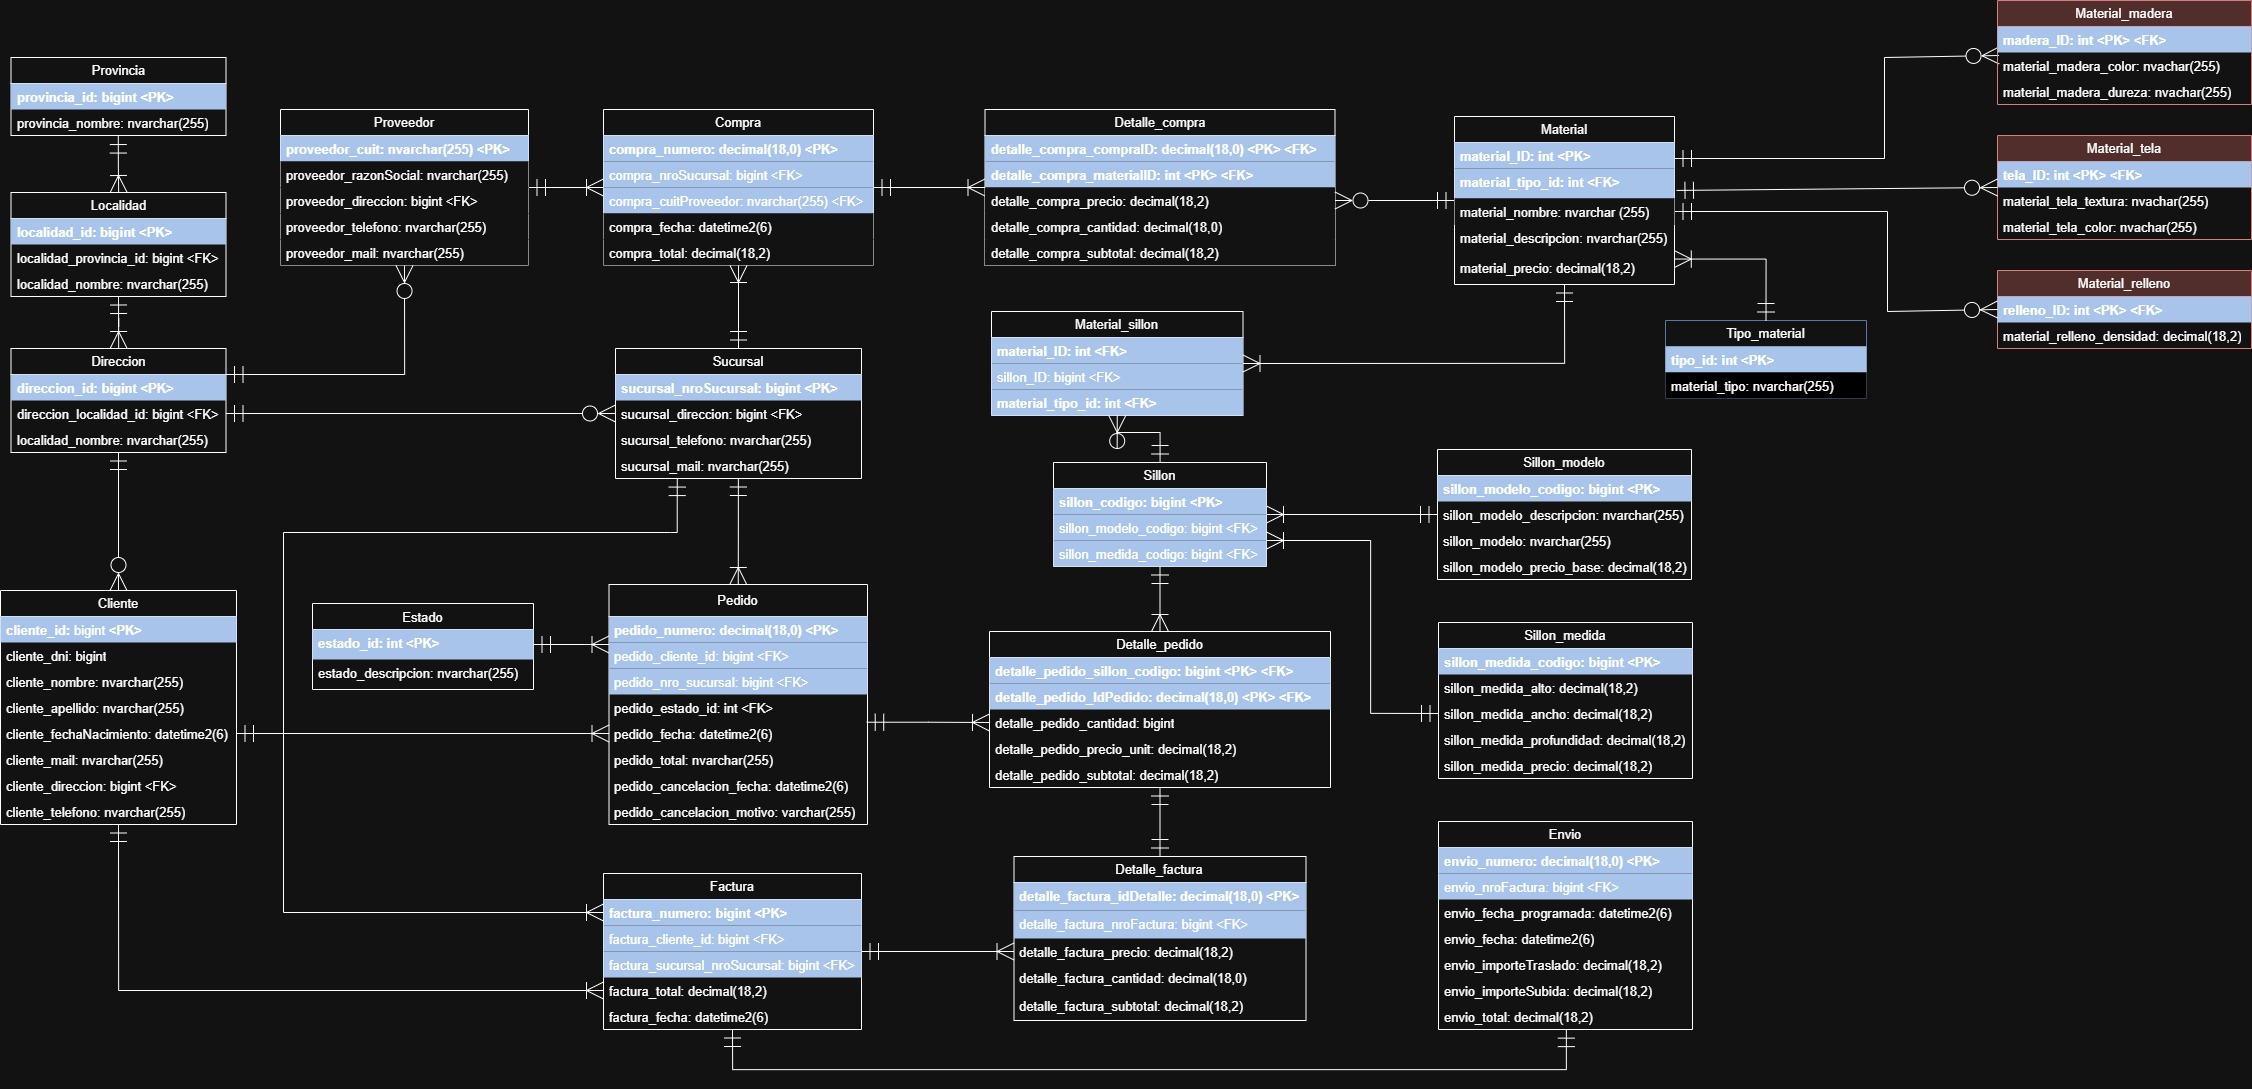 Provincia
provincia_id: bigint <PK>
provincia_nombre: nvarchar(255)
Localidad
localidad_id: bigint <PK>
localidad_provincia_id: bigint <FK>
localidad_nombre: nvarchar(255)
Direccion
direccion_id: bigint <PK>
direccion_localidad_id: bigint <FK>
localidad_nombre: nvarchar(255)
Cliente
cliente_id: bigint <PK>
cliente_dni: bigint
cliente_nombre: nvarchar(255)
cliente_apellido: nvarchar(255)
cliente_fechaNacimiento: datetime2(6)
cliente_mail: nvarchar(255)
cliente_direccion: bigint <FK>
cliente_telefono: nvarchar(255)
Proveedor
proveedor_cuit: nvarchar(255) <PK>
proveedor_razonSocial: nvarchar(255)
proveedor_direccion: bigint <FK>
proveedor_telefono: nvarchar(255)
proveedor_mail: nvarchar(255)
Estado
estado_id: int <PK>
estado_descripcion: nvarchar(255)
Compra
compra_numero: decimal(18,0) <PK>
compra_nroSucursal: bigint <FK>
compra_cuitProveedor: nvarchar(255) <FK>
compra_fecha: datetime2(6)
compra_total: decimal(18,2)
Sucursal
sucursal_nroSucursal: bigint <PK>
sucursal_direccion: bigint <FK>
sucursal_telefono: nvarchar(255)
sucursal_mail: nvarchar(255)
Pedido
pedido_numero: decimal(18,0) <PK>
pedido_cliente_id: bigint <FK>
pedido_nro_sucursal: bigint <FK>
pedido_estado_id: int <FK>
pedido_fecha: datetime2(6)
pedido_total: nvarchar(255)
pedido_cancelacion_fecha: datetime2(6)
pedido_cancelacion_motivo: varchar(255)
Factura
factura_numero: bigint <PK>
factura_cliente_id: bigint <FK>
factura_sucursal_nroSucursal: bigint <FK>
factura_total: decimal(18,2)
factura_fecha: datetime2(6)
Detalle_compra
detalle_compra_compraID: decimal(18,0) <PK> <FK>
detalle_compra_materialID: int <PK> <FK>
detalle_compra_precio: decimal(18,2)
detalle_compra_cantidad: decimal(18,0)
detalle_compra_subtotal: decimal(18,2)
Material_sillon
material_ID: int <FK>
sillon_ID: bigint <FK>
material_tipo_id: int <FK>
Sillon
sillon_codigo: bigint <PK>
sillon_modelo_codigo: bigint <FK>
sillon_medida_codigo: bigint <FK>
Detalle_pedido
detalle_pedido_sillon_codigo: bigint <PK> <FK>
detalle_pedido_IdPedido: decimal(18,0) <PK> <FK>
detalle_pedido_cantidad: bigint
detalle_pedido_precio_unit: decimal(18,2)
detalle_pedido_subtotal: decimal(18,2)
Detalle_factura
detalle_factura_idDetalle: decimal(18,0) <PK>
detalle_factura_nroFactura: bigint <FK>
detalle_factura_precio: decimal(18,2)
detalle_factura_cantidad: decimal(18,0)
detalle_factura_subtotal: decimal(18,2)
Material
material_ID: int <PK>
material_tipo_id: int <FK>
material_nombre: nvarchar (255)
material_descripcion: nvarchar(255)
material_precio: decimal(18,2)
Tipo_material
tipo_id: int <PK>
material_tipo: nvarchar(255)
Sillon_modelo
sillon_modelo_codigo: bigint <PK>
sillon_modelo_descripcion: nvarchar(255)
sillon_modelo: nvarchar(255)
sillon_modelo_precio_base: decimal(18,2)
Sillon_medida
sillon_medida_codigo: bigint <PK>
sillon_medida_alto: decimal(18,2)
sillon_medida_ancho: decimal(18,2)
sillon_medida_profundidad: decimal(18,2)
sillon_medida_precio: decimal(18,2)
Envio
envio_numero: decimal(18,0) <PK>
envio_nroFactura: bigint <FK>
envio_fecha_programada: datetime2(6)
envio_fecha: datetime2(6)
envio_importeTraslado: decimal(18,2)
envio_importeSubida: decimal(18,2)
envio_total: decimal(18,2)
Material_madera
madera_ID: int <PK> <FK>
material_madera_color: nvachar(255)
material_madera_dureza: nvachar(255)
Material_tela
tela_ID: int <PK> <FK>
material_tela_textura: nvachar(255)
material_tela_color: nvachar(255)
Material_relleno
relleno_ID: int <PK> <FK>
material_relleno_densidad: decimal(18,2)